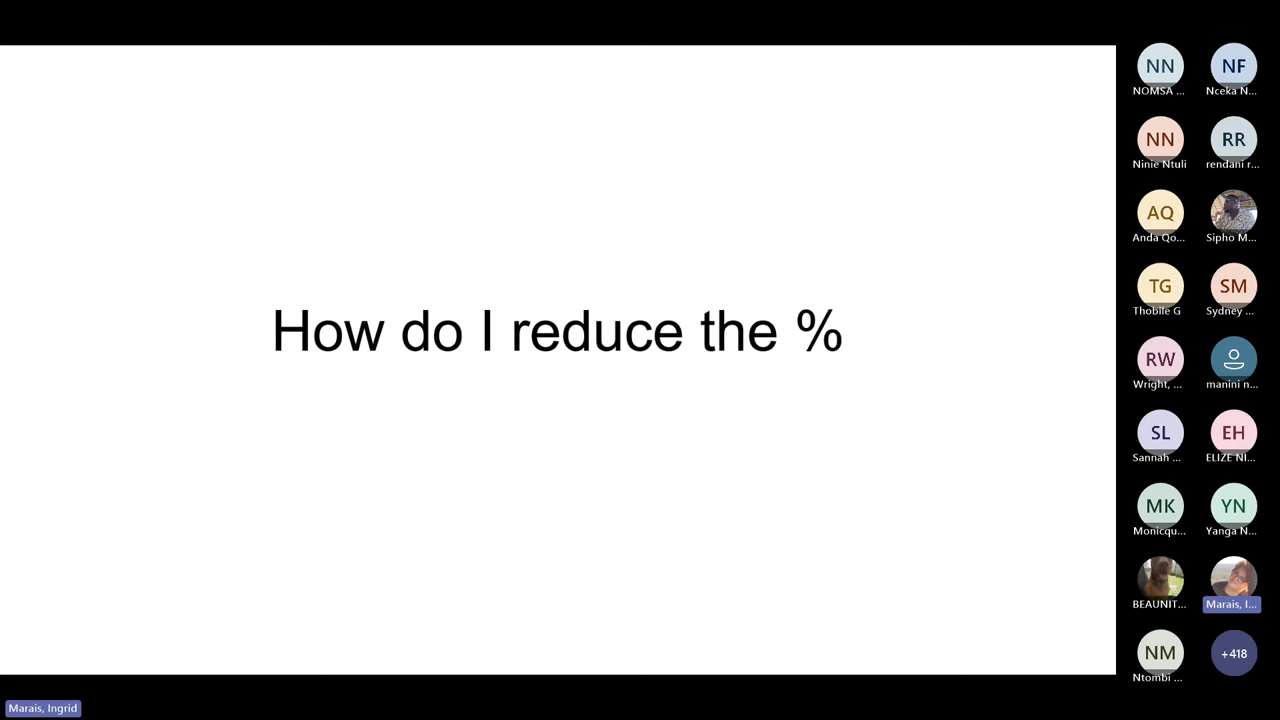 How do I reduce the %
NN
NOMSA ...
NF
Nceka N...
NN
Ninie Ntuli
RR
rendani r...
AQ
Anda Qo...
Sipho M...
TG
Thobile G
SM
Sydney ...
RW
Wright, ...
manini n...
SL
Sannah ...
EH
ELIZE NI...
MK
Monicqu...
YN
Yanga N...
BEAUNIT...
Marais, I...
NM
Ntombi ...
+418
Marais, Ingrid